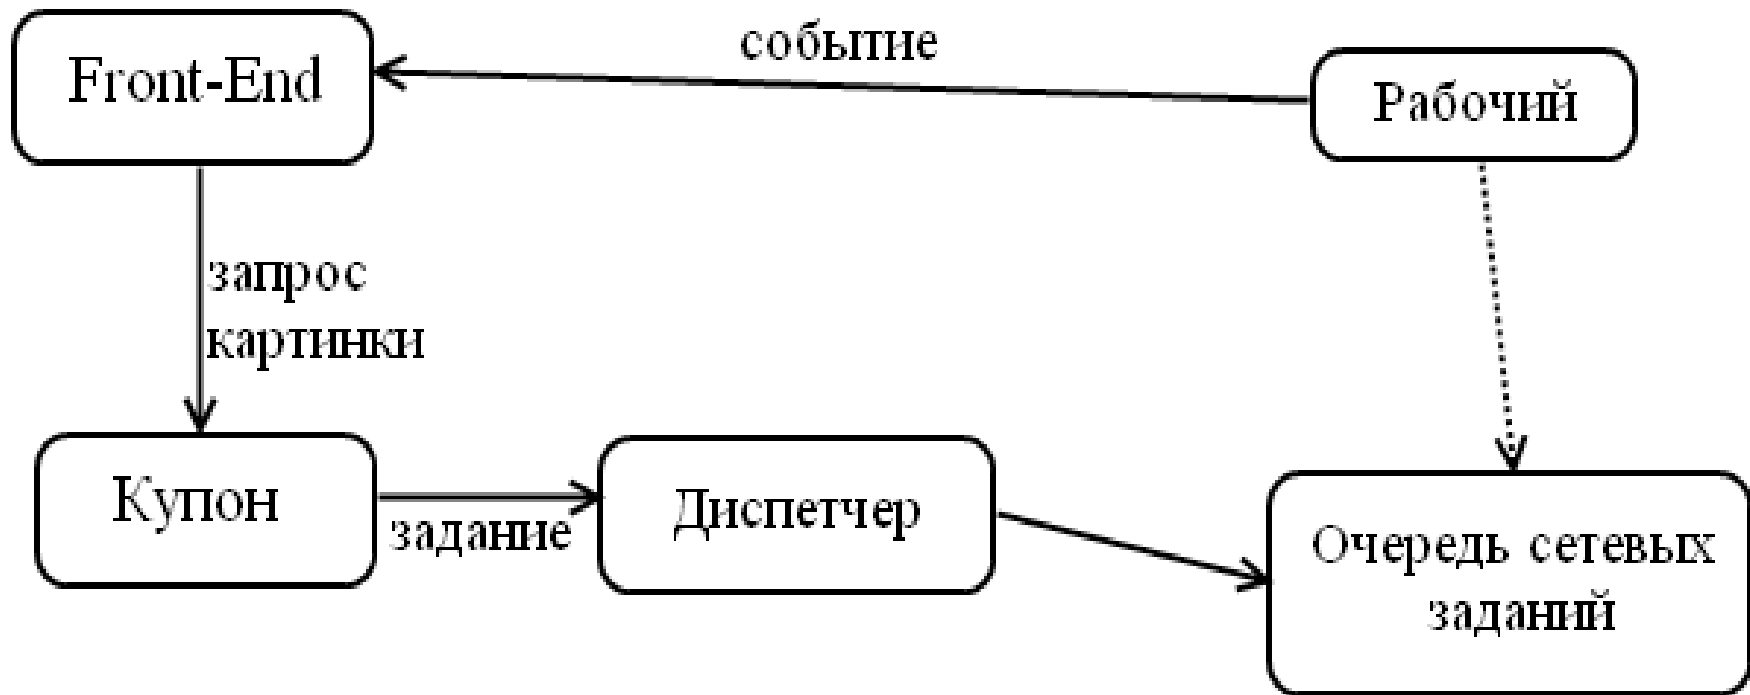 Front-End
событие
Рабочий
запрос
картинки
Купон
задание
Диспетчер
Очередь сетевых
заданий